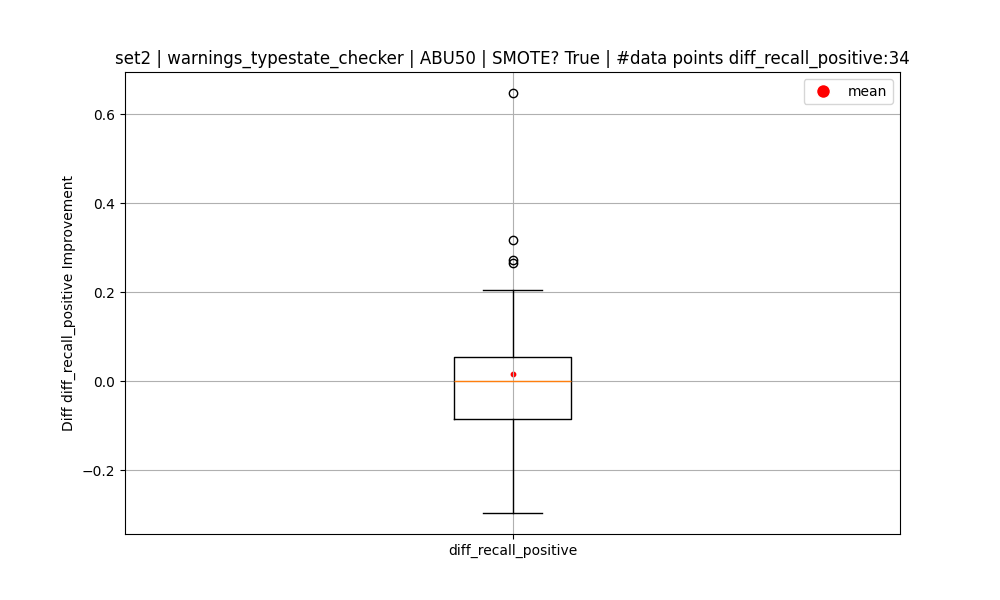 set2 | warnings_typestate_checker | ABU50 | SMOTE? True | #data points diff_recall_positive:34
mean
0.6
0.4
0.2
0.0
−0.2
Diff diff_recall_positive Improvement
diff_recall_positive